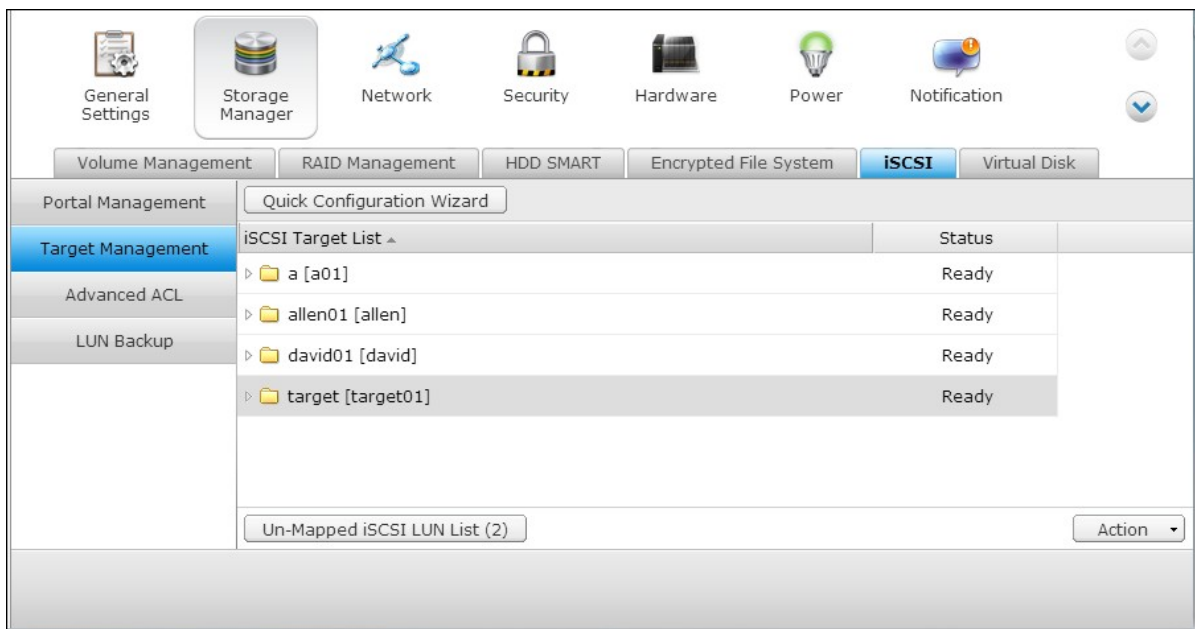 General Settings
Storage Manager
Network
Security
Hardware
Power
Notification
Volume Management
RAID Management
HDD SMART
Encrypted File System
iSCSI
Virtual Disk
Portal Management
Quick Configuration Wizard
Target Management
iSCSI Target List
Status
a [a01]
Ready
Advanced ACL
allen01 [allen]
Ready
LUN Backup
david01 [david]
Ready
target [target01]
Ready
Un-Mapped iSCSI LUN List (2)
Action